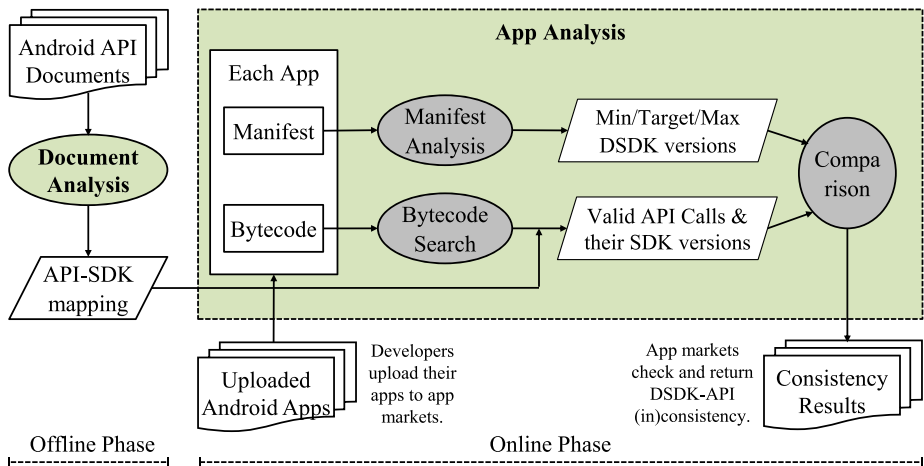 Android API
Documents
Document
Analysis
API-SDK
mapping
App Analysis
Each App
Manifest
Bytecode
Manifest
Analysis
Bytecode
Search
Min/Target/Max
DSDK versions
Valid API Calls &
their SDK versions
Compa
rison
Uploaded
Android Apps
Developers
upload their
apps to app
markets.
App markets
check and return
DSDK-API
(in)consistency.
Consistency
Results
Offline Phase
Online Phase